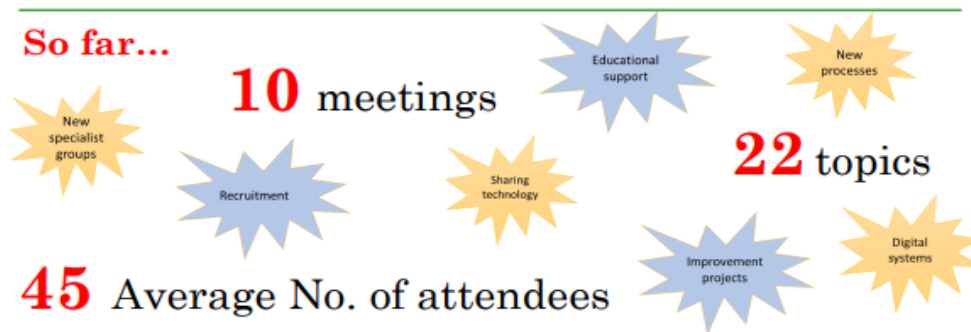 So far...
Educational
support
New
processes
10 meetings
New
specialist
groups
22 topics
Recruitment
Sharing
technology
Digital
systems
Improvement
projects
45 Average No. of attendees